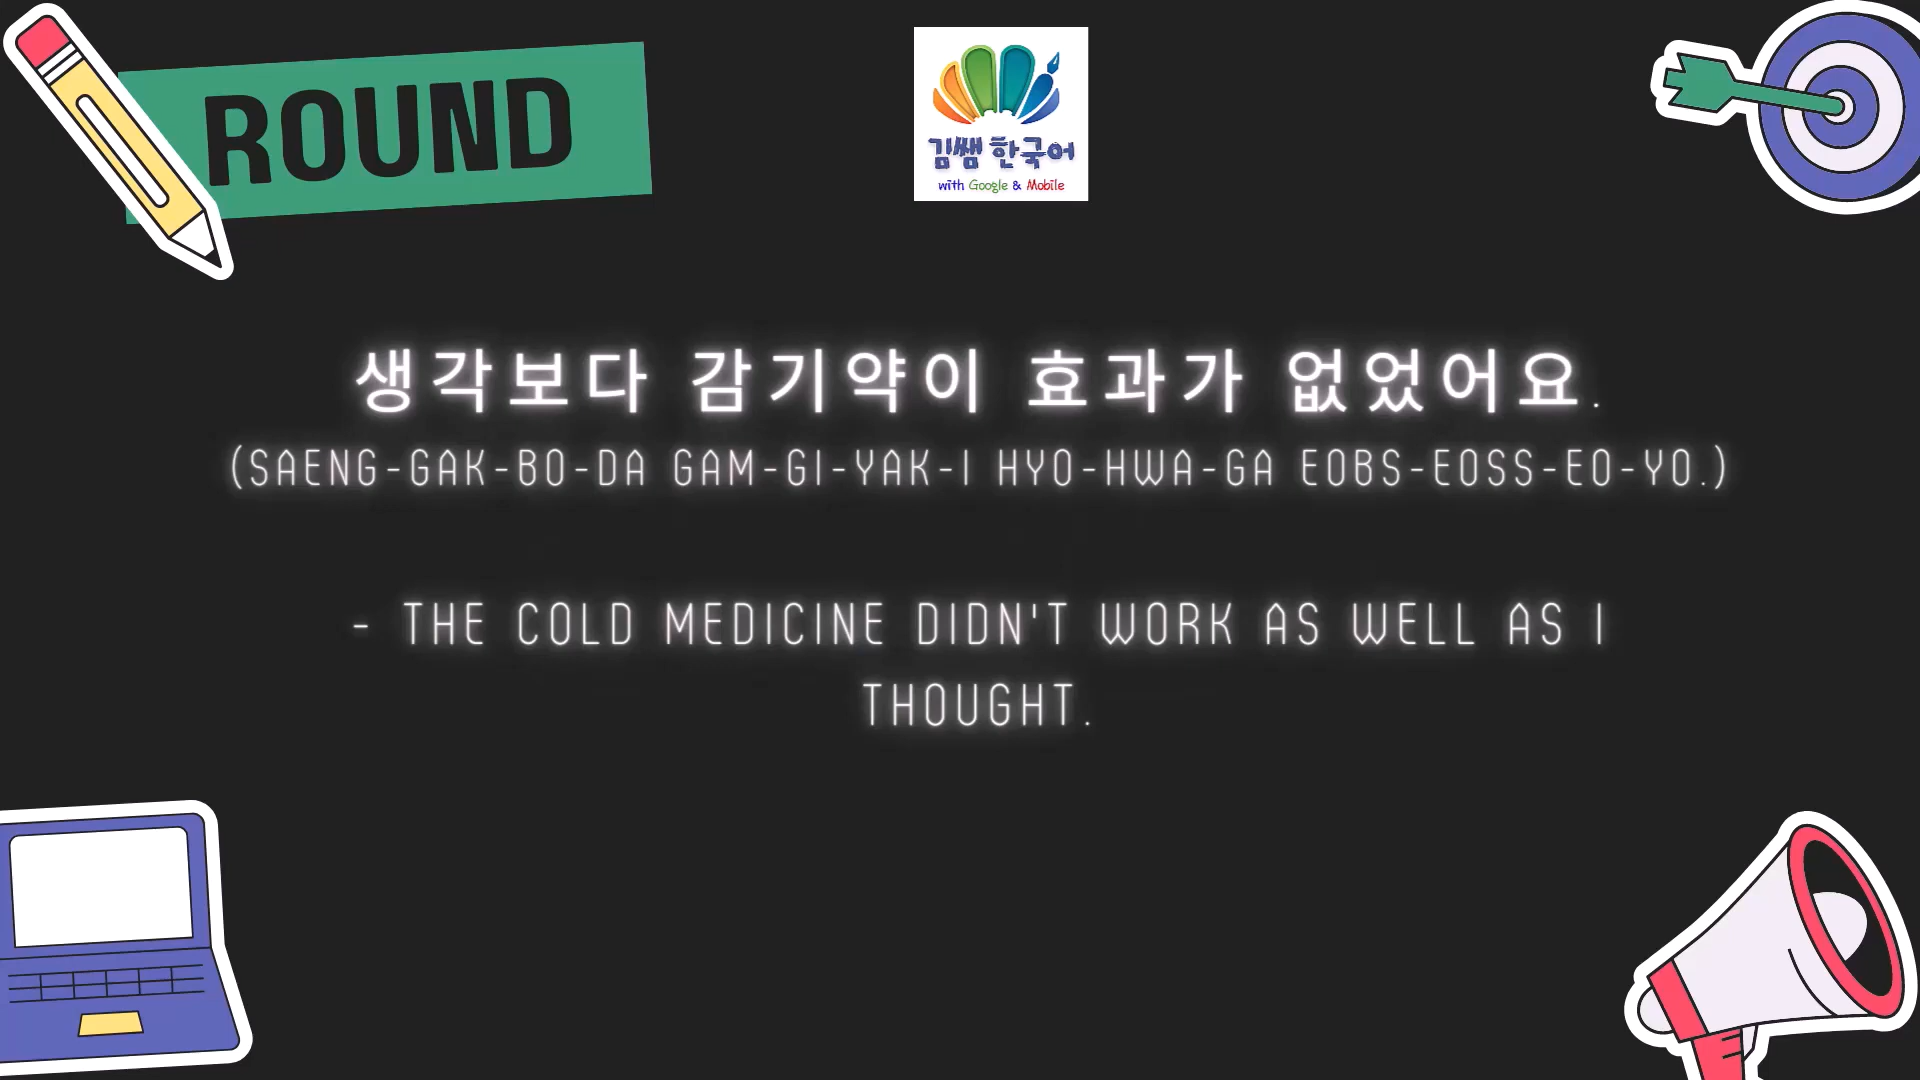 ROUND
김쌤 한국어
with Google & Mobile
생각보다 감기약이 효과가 없었어요.
(SAENG-GAK-BO-DA GAM-GI-YAK-I HYO-HWA-GA EOBS-EOSS-EO-YO.)
- THE COLD MEDICINE DIDN'T WORK AS WELL AS I
THOUGHT.